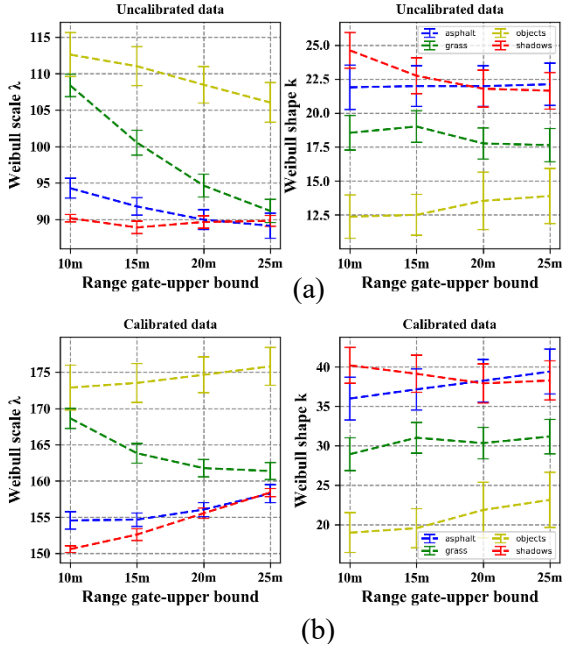 Uncalibrated data
Weibull scale λ
115
110
105
100
95
90
10m 15m 20m 25m
Range gate-upper bound
Uncalibrated data
Weibull shape k
25.0
22.5
20.0
17.5
15.0
12.5
asphalt objects
grass shadows
10m 15m 20m 25m
Range gate-upper bound
(a)
Calibrated data
Weibull scale λ
175
170
165
160
155
150
10m 15m 20m 25m
Range gate-upper bound
Calibrated data
Weibull shape k
40
35
30
25
20
asphalt objects
grass shadows
10m 15m 20m 25m
Range gate-upper bound
(b)